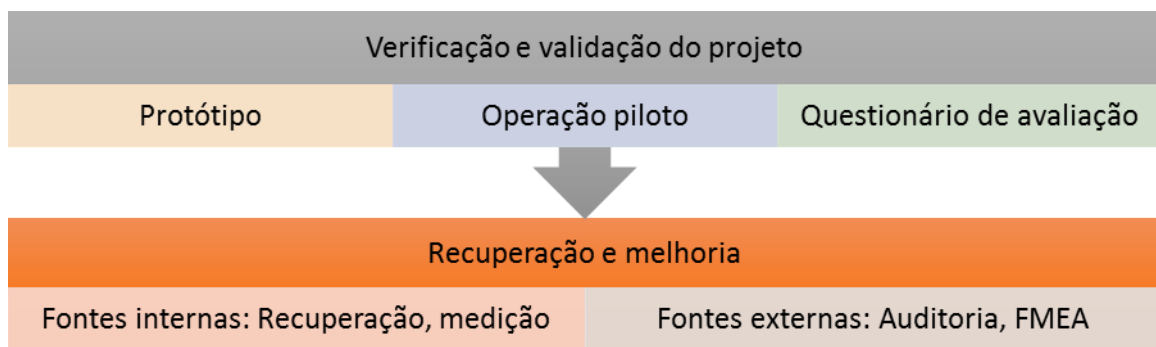 Verificação e validação do projeto
Protótipo
Operação piloto
Questionário de avaliação
Recuperação e melhoria
Fontes internas: Recuperação, medição
Fontes externas: Auditoria, FMEA